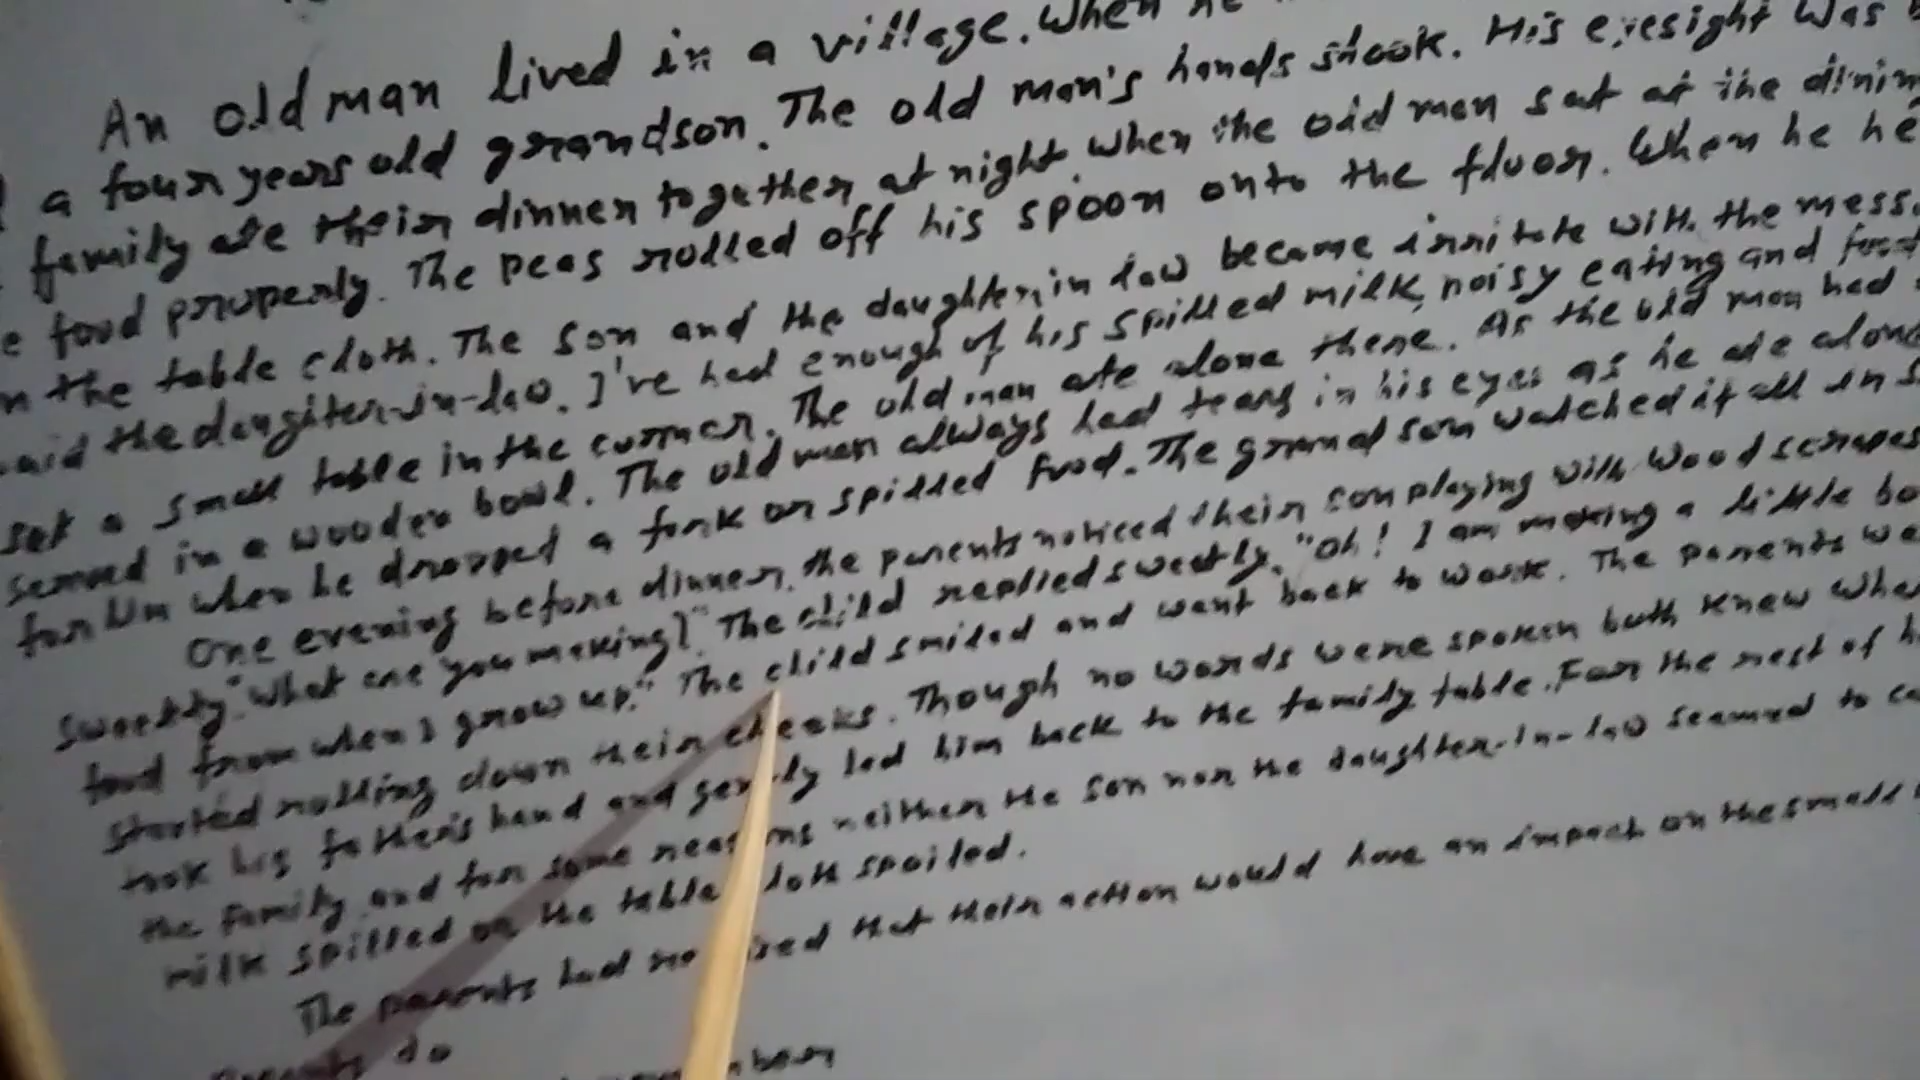 An old man lived in a village. When he
a four years old grandson. The old man's hands shook. His eyesight was
family ate their dinner together at night. When the old man sat at the dining
food properly. The peas rolled off his spoon onto the floor. When he he
the table cloth. The son and the daughter in law became irritate with the mess.
said the daughter-in-law. I've had enough of his spilled milk, noisy eating and food
set a small table in the corner. The old man ate alone there. As the old man had
served in a wooden bowl. The old man always had tears in his eyes as he ate alone
for him when he dropped a fork or spilled food. The grand son watched it all in s
One evening before dinner, the parents noticed their son playing with wood scrapes
sweetly "What are you making?" The child replied sweetly, "Oh! I am making a little bo
food from when I grow up." The child smiled and went back to work. The parents we
started rolling down their cheeks. Though no words were spoken both knew wha
took his father's hand and gently led him back to the family table. For the rest of h
the family and for some reasons neither the son nor the daughter-in-law seemed to ca
milk spilled or the table cloth spoiled.
The parents had that their action would have an impact on the small
Parents do